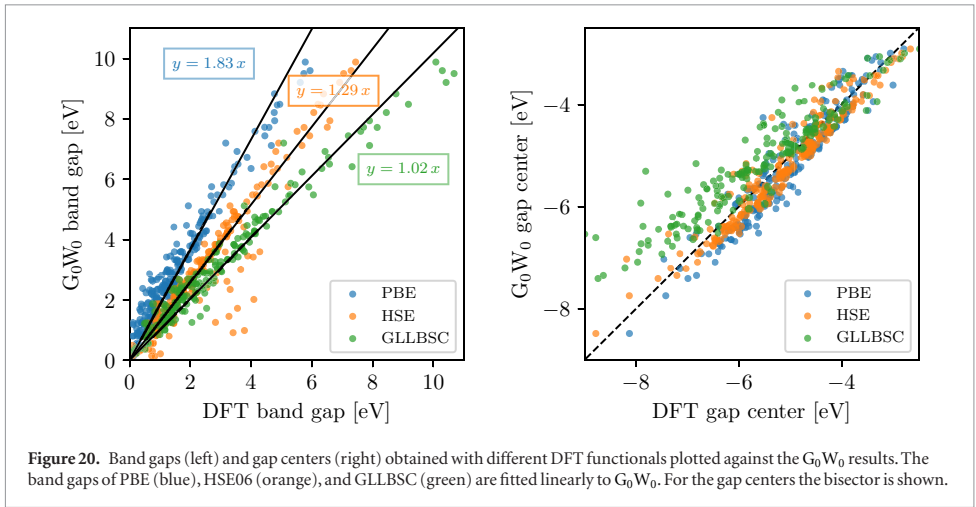 y = 1.83 x
y = 1.29 x
y = 1.02 x
G₀W₀ band gap [eV]
10
8
6
4
2
0
0 2 4 6 8 10
DFT band gap [eV]
PBE
HSE
GLLBSC
G₀W₀ gap center [eV]
−4
−6
−8
−8 −6 −4
DFT gap center [eV]
PBE
HSE
GLLBSC
Figure 20. Band gaps (left) and gap centers (right) obtained with different DFT functionals plotted against the G₀W₀ results. The
band gaps of PBE (blue), HSE06 (orange), and GLLBSC (green) are fitted linearly to G₀W₀. For the gap centers the bisector is shown.